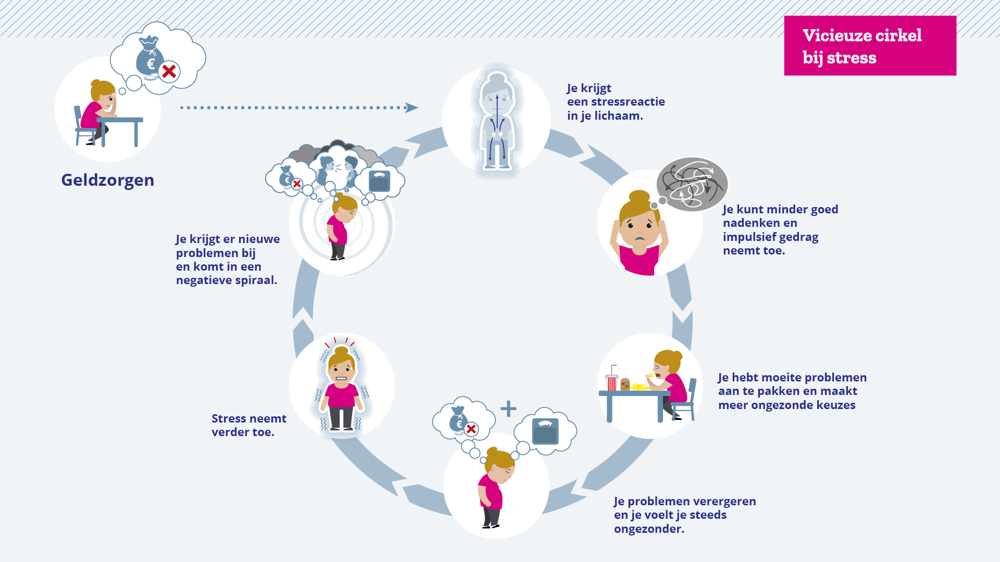 Vicieuze cirkel
bij stress
€
Geldzorgen
Je krijgt
een stressreactie
in je lichaam.
Je kunt minder goed
nadenken en
impulsief gedrag
neemt toe.
Je hebt moeite problemen
aan te pakken en maakt
meer ongezonde keuzes
Je problemen verergeren
en je voelt je steeds
ongezonder.
€
+
Stress neemt
verder toe.
Je krijgt er nieuwe
problemen bij
en komt in een
negatieve spiraal.
€